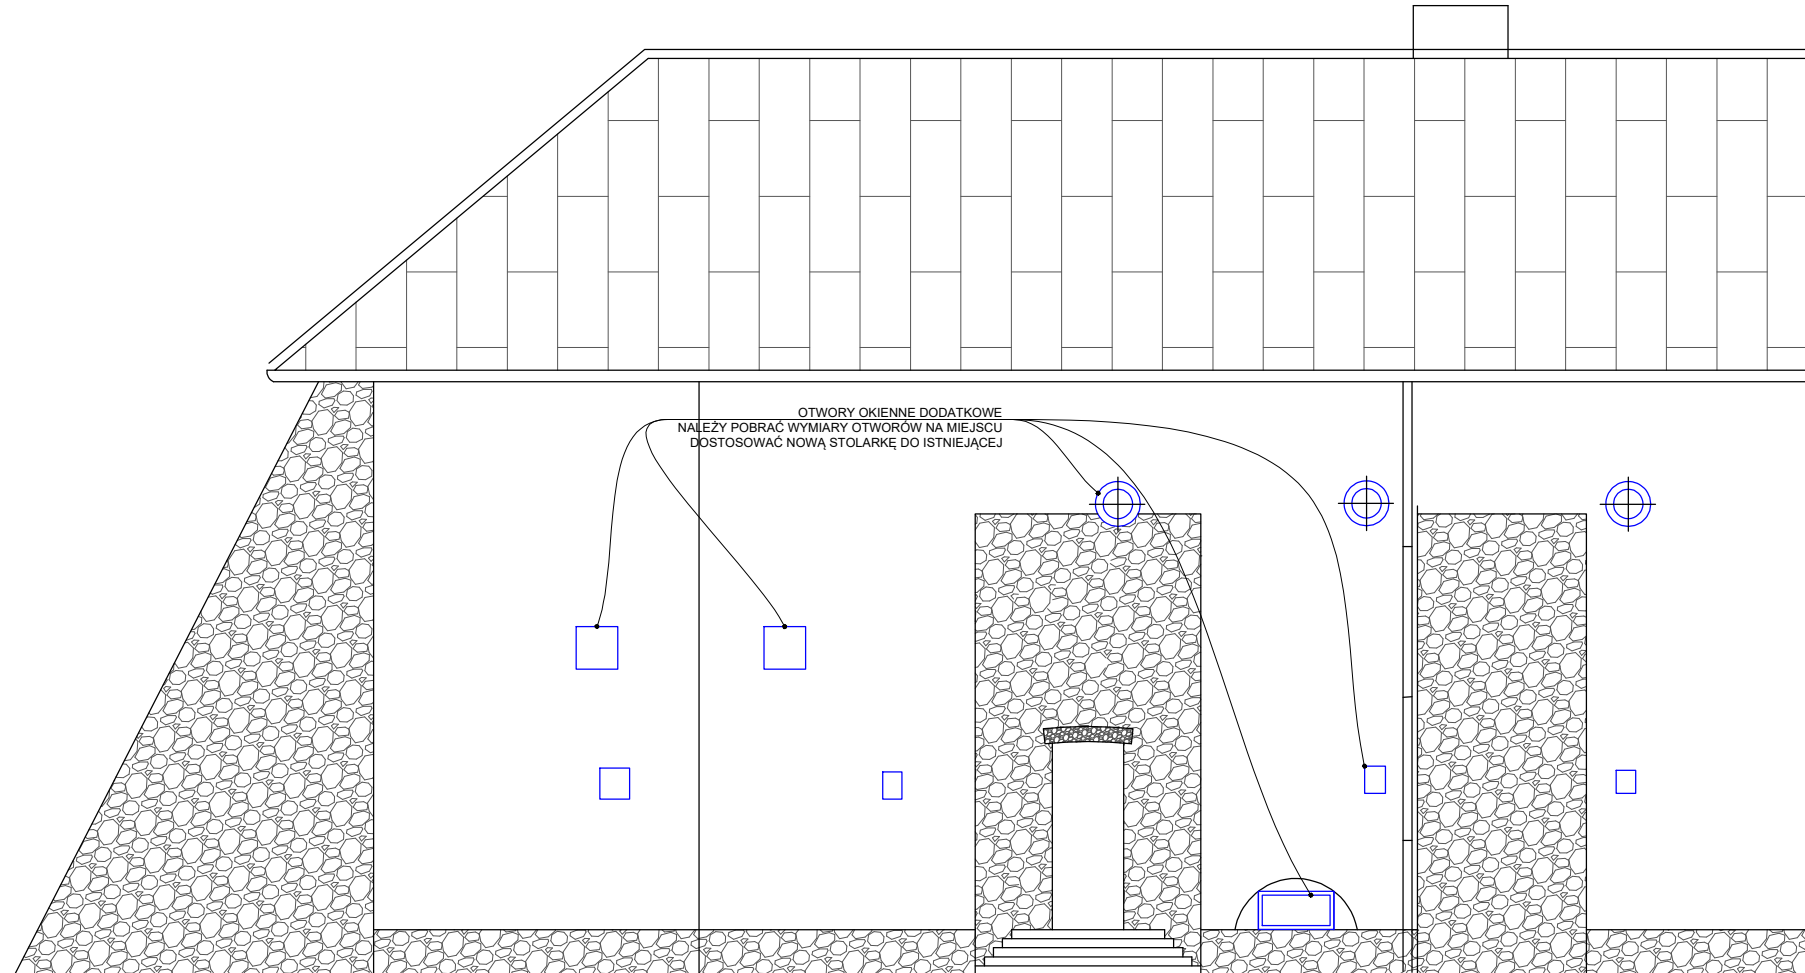 OTWORY OKIENNE DODATKOWE
NALEŻY POBRAĆ WYMIARY OTWORÓW NA MIEJSCU
DOSTOSOWAĆ NOWĄ STOLARKĘ DO ISTNIEJĄCEJ